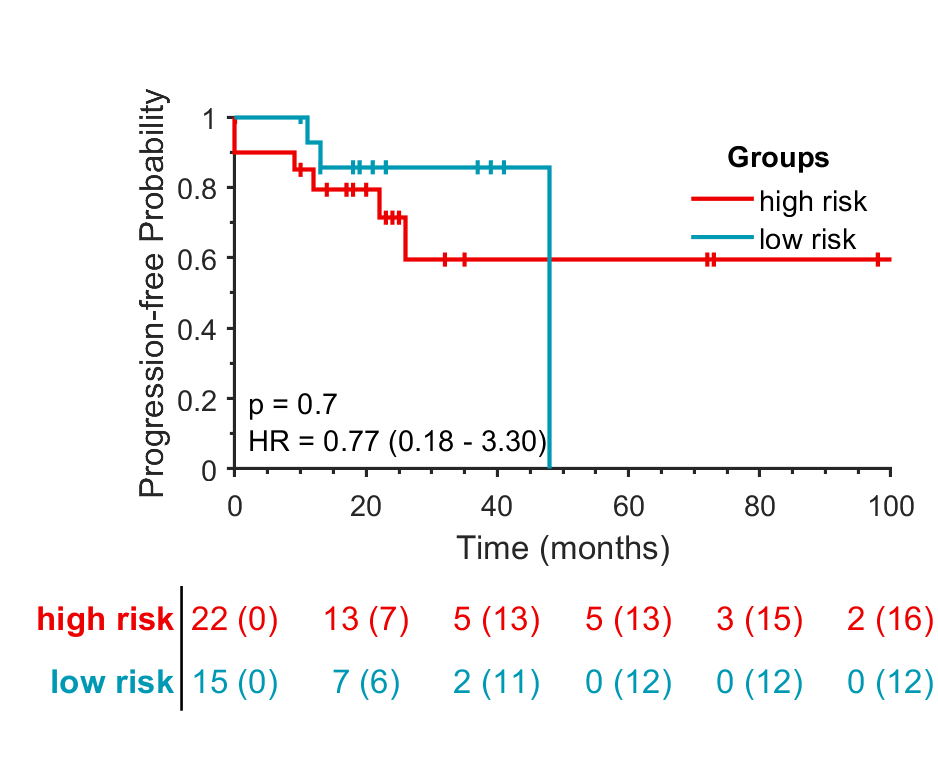 Progression-free Probability
1
0.8
0.6
0.4
0.2
0
Groups
high risk
low risk
p = 0.7
HR = 0.77 (0.18 - 3.30)
0 20 40 60 80 100
Time (months)
high risk 22 (0) 13 (7) 5 (13) 5 (13) 3 (15) 2 (16)
low risk 15 (0) 7 (6) 2 (11) 0 (12) 0 (12) 0 (12)